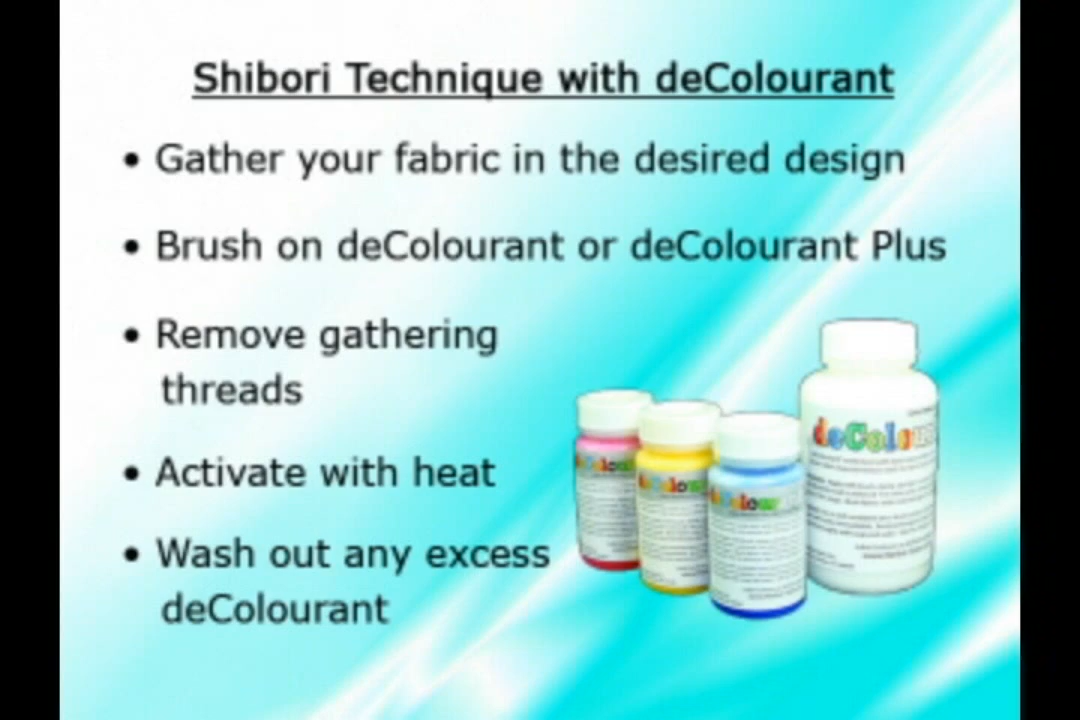 Shibori Technique with deColourant
• Gather your fabric in the desired design
• Brush on deColourant or deColourant Plus
• Remove gathering
threads
• Activate with heat
• Wash out any excess
deColourant
deColou